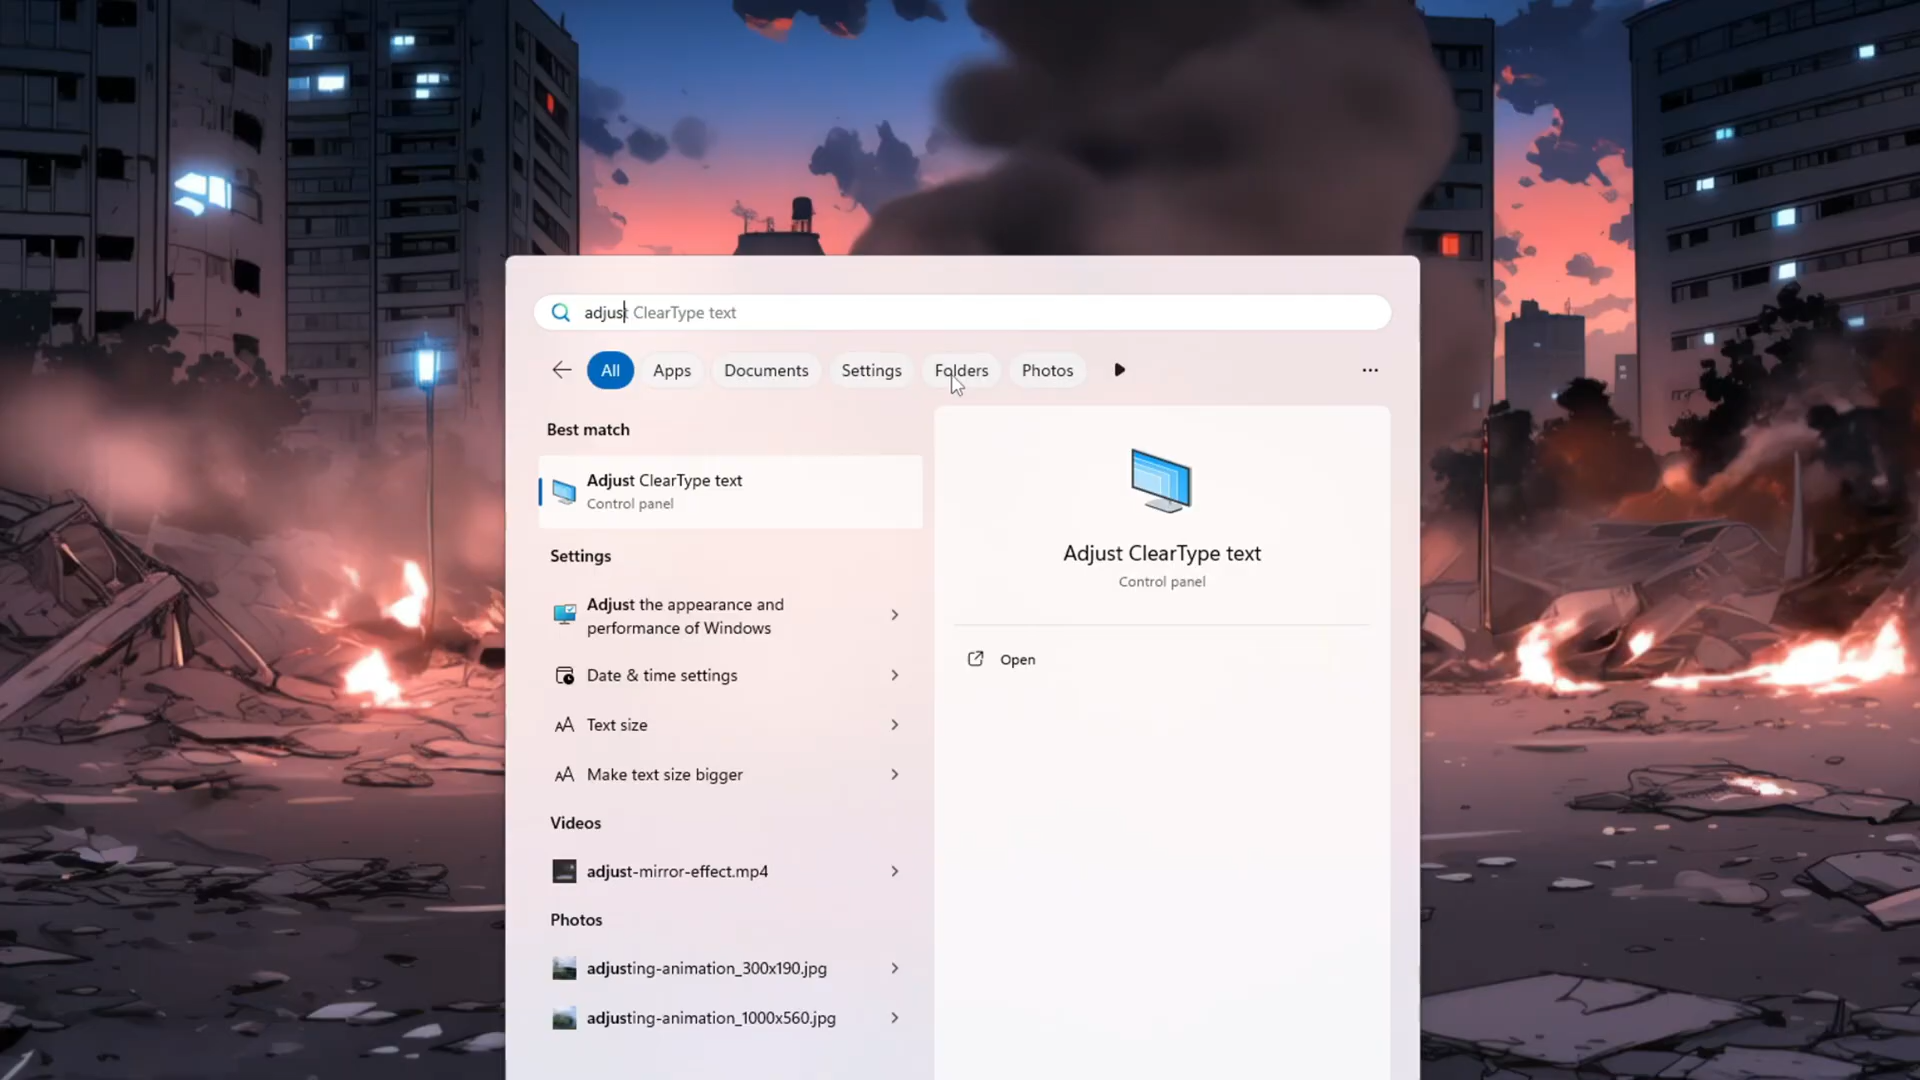 adjust ClearType text
All Apps Documents Settings Folders Photos
Best match
Adjust ClearType text
Control panel
Settings
Adjust the appearance and
performance of Windows
Date & time settings
Text size
Make text size bigger
Videos
adjust-mirror-effect.mp4
Photos
adjusting-animation_300x190.jpg
adjusting-animation_1000x560.jpg
Adjust ClearType text
Control panel
Open